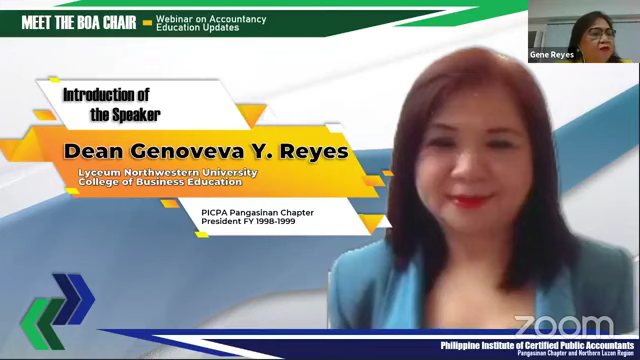 MEET THE BOA CHAIR
Webinar on Accountancy
Education Updates
Gene Reyes
Introduction of
the Speaker
Dean Genoveva Y. Reyes
Lyceum Northwestern University
College of Business Education
PICPA Pangasinan Chapter
President FY 1998-1999
zoom
Philippine Institute of Certified Public Accountants
Pangasinan Chapter and Northern Luzon Region